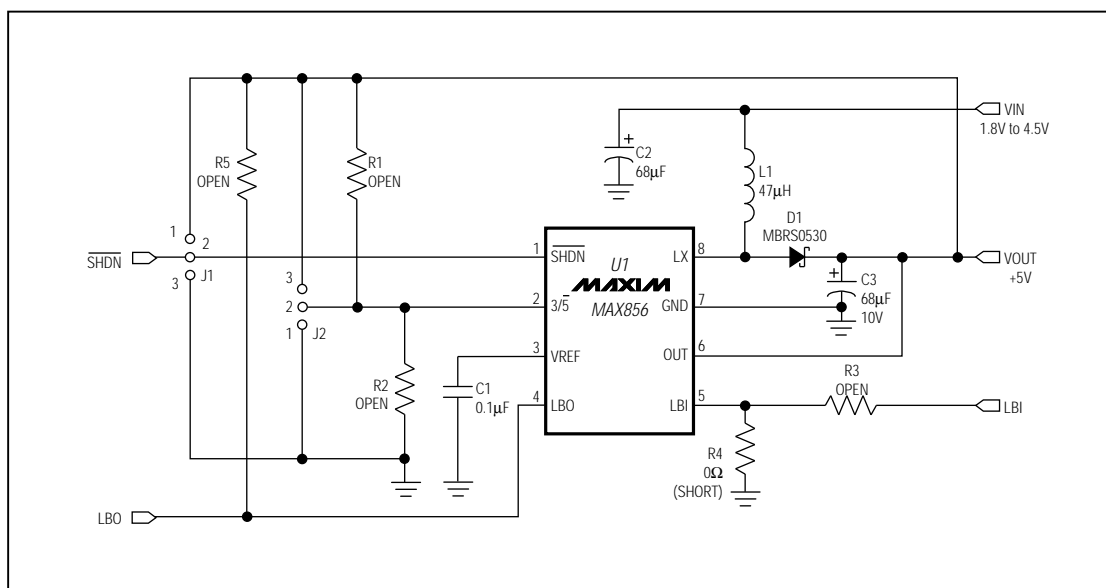 VIN
1.8V to 4.5V
R5
OPEN
R1
OPEN
C2
68µF
+
L1
47µH
D1
MBRS0530
1
2
3
J1
SHDN
3
2
1
J2
1
SHDN
2
3/5
3
VREF
4
LBO
U1
MAXIM
MAX856
LX
8
GND
7
OUT
6
LBI
5
VOUT
+5V
+
C3
68µF
10V
R2
OPEN
C1
0.1µF
R3
OPEN
LBI
R4
0Ω
(SHORT)
LBO